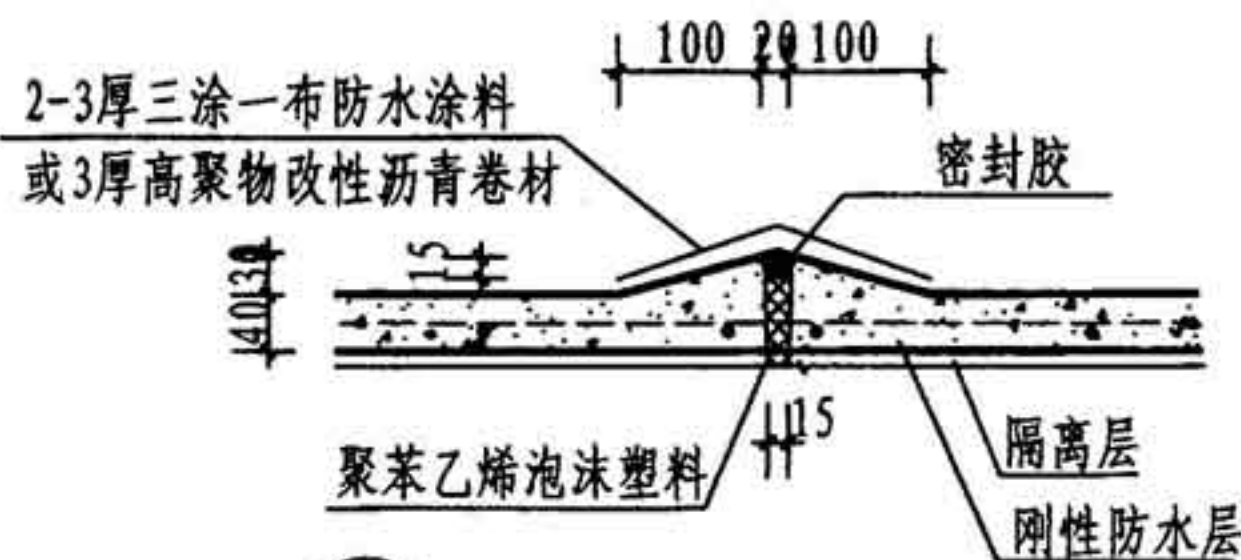 100 20 100
2-3厚三涂一布防水涂料
或3厚高聚物改性沥青卷材
密封胶
15
40 30
15
聚苯乙烯泡沫塑料
隔离层
刚性防水层